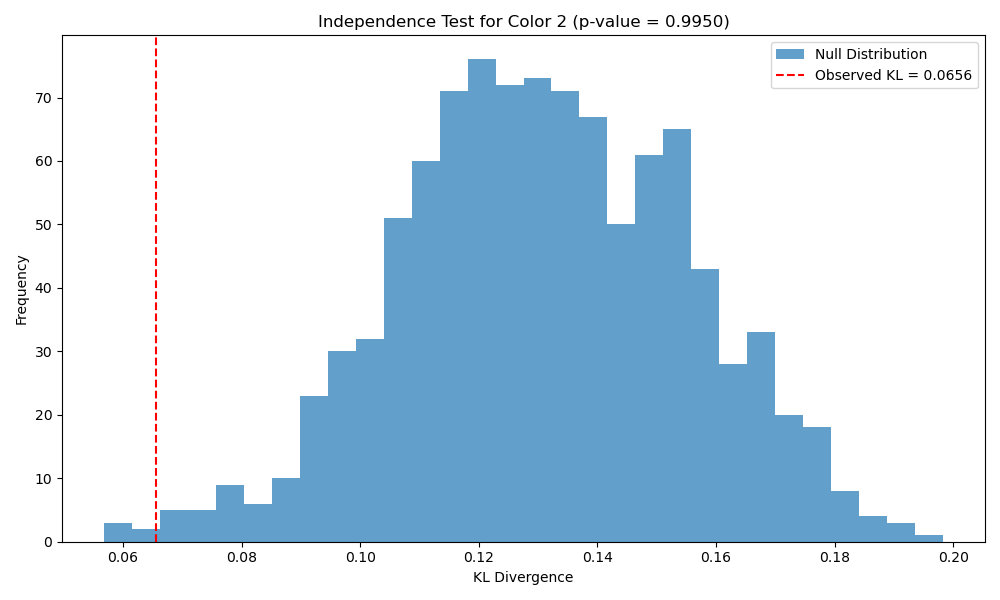 Independence Test for Color 2 (p-value = 0.9950)
Null Distribution
Observed KL = 0.0656
Frequency
70
60
50
40
30
20
10
0
0.06 0.08 0.10 0.12 0.14 0.16 0.18 0.20
KL Divergence